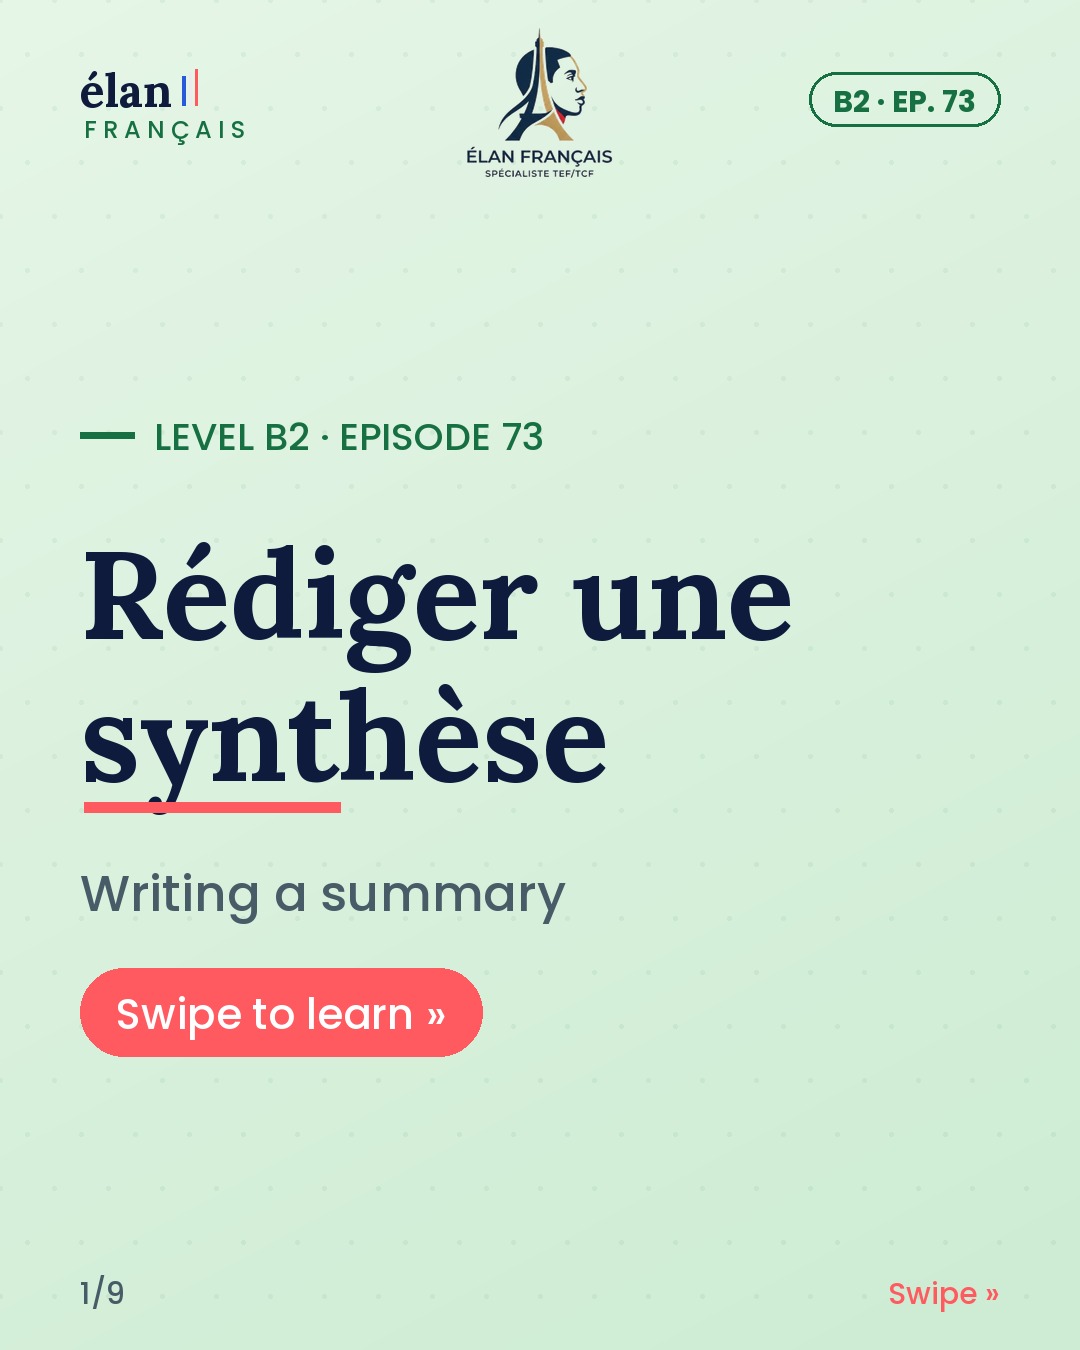 élan
FRANÇAIS
ÉLAN FRANÇAIS
SPÉCIALISTE TEF/TCF
B2 · EP. 73
LEVEL B2 · EPISODE 73
Rédiger une
synthèse
Writing a summary
Swipe to learn »
1/9
Swipe »